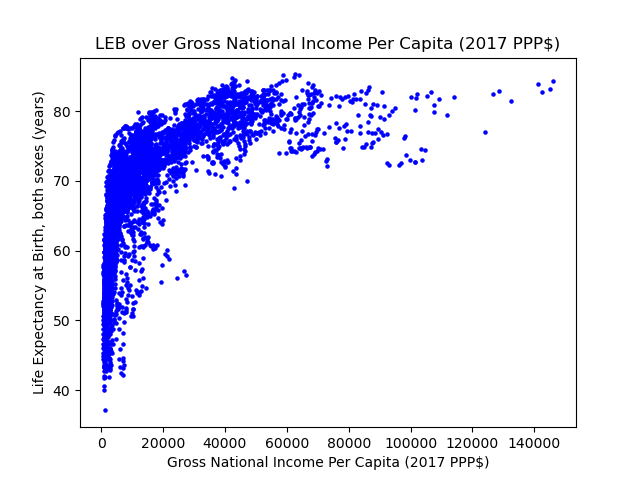 LEB over Gross National Income Per Capita (2017 PPP$)
Life Expectancy at Birth, both sexes (years)
80
70
60
50
40
0 20000 40000 60000 80000 100000 120000 140000
Gross National Income Per Capita (2017 PPP$)